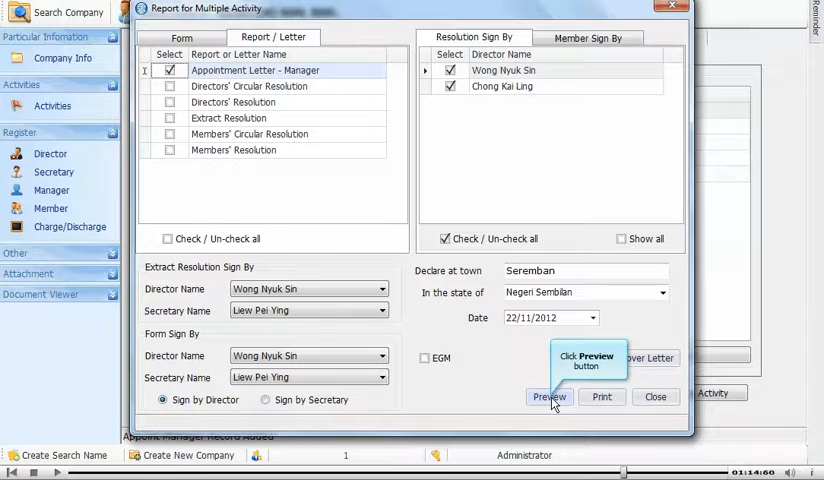 Search Company
Report for Multiple Activity
Reminder
Particular Information
Company Info
Activities
Activities
Register
Director
Secretary
Manager
Member
Charge/Discharge
Other
Attachment
Document Viewer
Form
Report / Letter
Select
Report or Letter Name
Appointment Letter - Manager
Directors' Circular Resolution
Directors' Resolution
Extract Resolution
Members' Circular Resolution
Members' Resolution
Check / Un-check all
Resolution Sign By
Member Sign By
Select
Director Name
Wong Nyuk Sin
Chong Kai Ling
Check / Un-check all
Show all
Extract Resolution Sign By
Director Name
Wong Nyuk Sin
Secretary Name
Liew Pei Ying
Form Sign By
Director Name
Wong Nyuk Sin
Secretary Name
Liew Pei Ying
Sign by Director
Sign by Secretary
Declare at town
Seremban
In the state of
Negeri Sembilan
Date
22/11/2012
EGM
Click Preview
button
over Letter
Preview
Print
Close
Activity
Appoint Manager Record Added
Create Search Name
Create New Company
1
Administrator
01:14:60